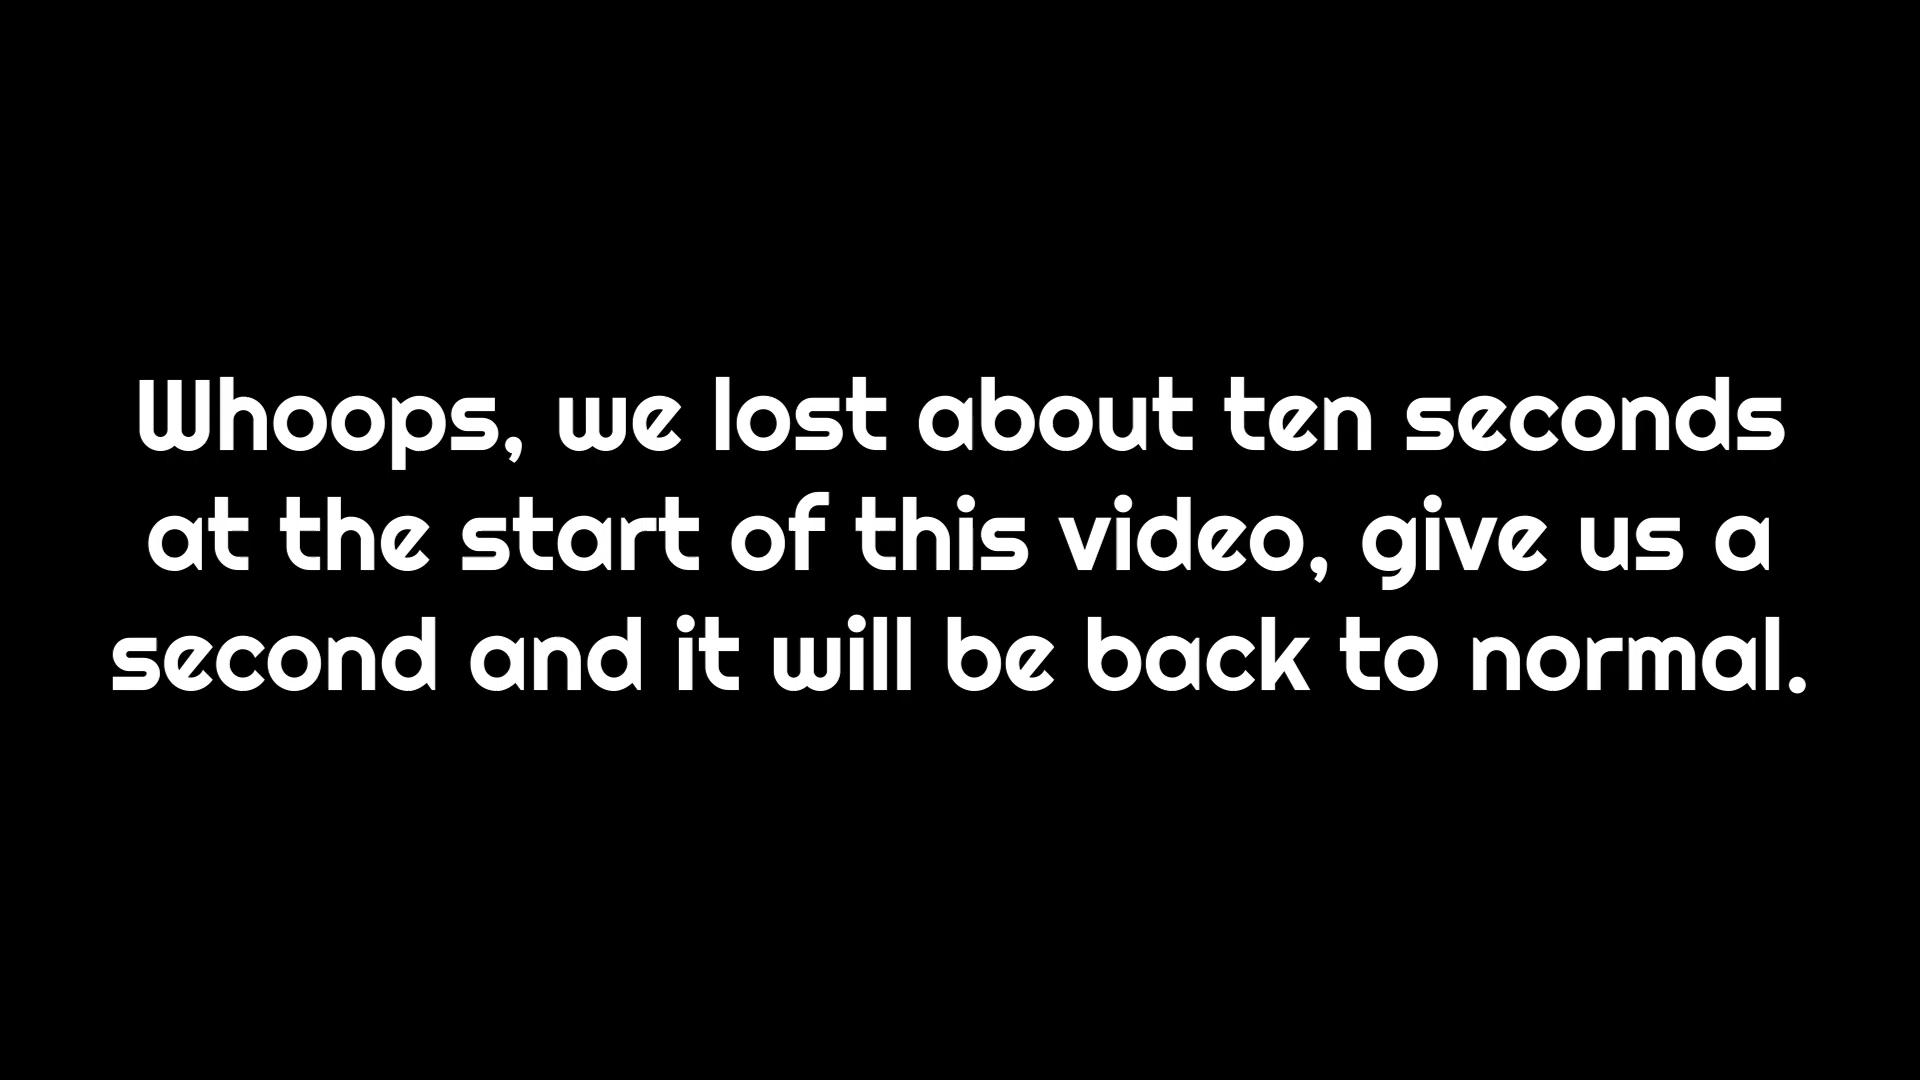 Whoops, we lost about ten seconds
at the start of this video, give us a
second and it will be back to normal.